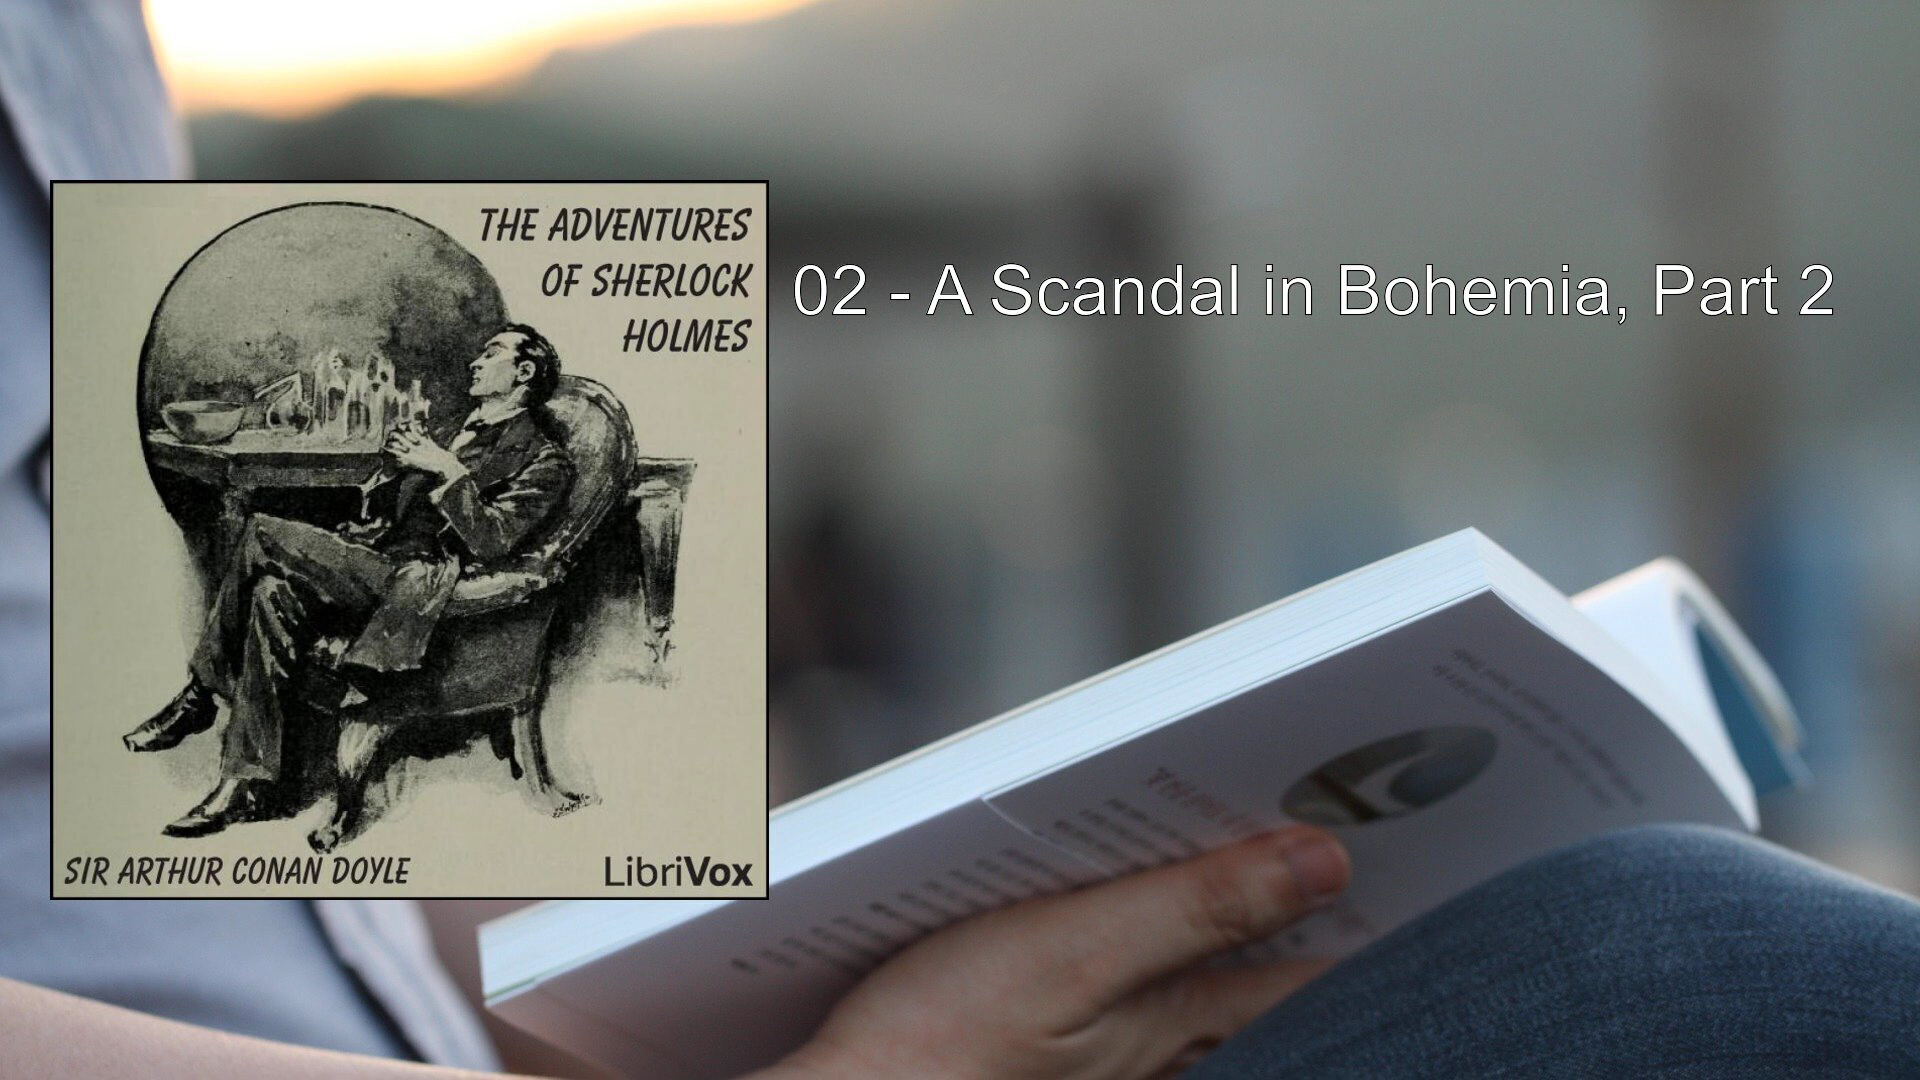 THE ADVENTURES
OF SHERLOCK
HOLMES
02 - A Scandal in Bohemia, Part 2
SIR ARTHUR CONAN DOYLE
LibriVox